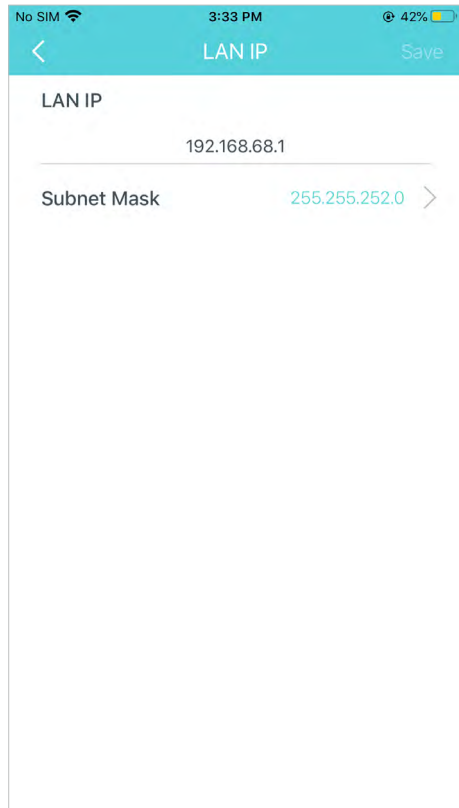 No SIM 3:33 PM 42%
LAN IP Save
LAN IP
192.168.68.1
Subnet Mask 255.255.252.0